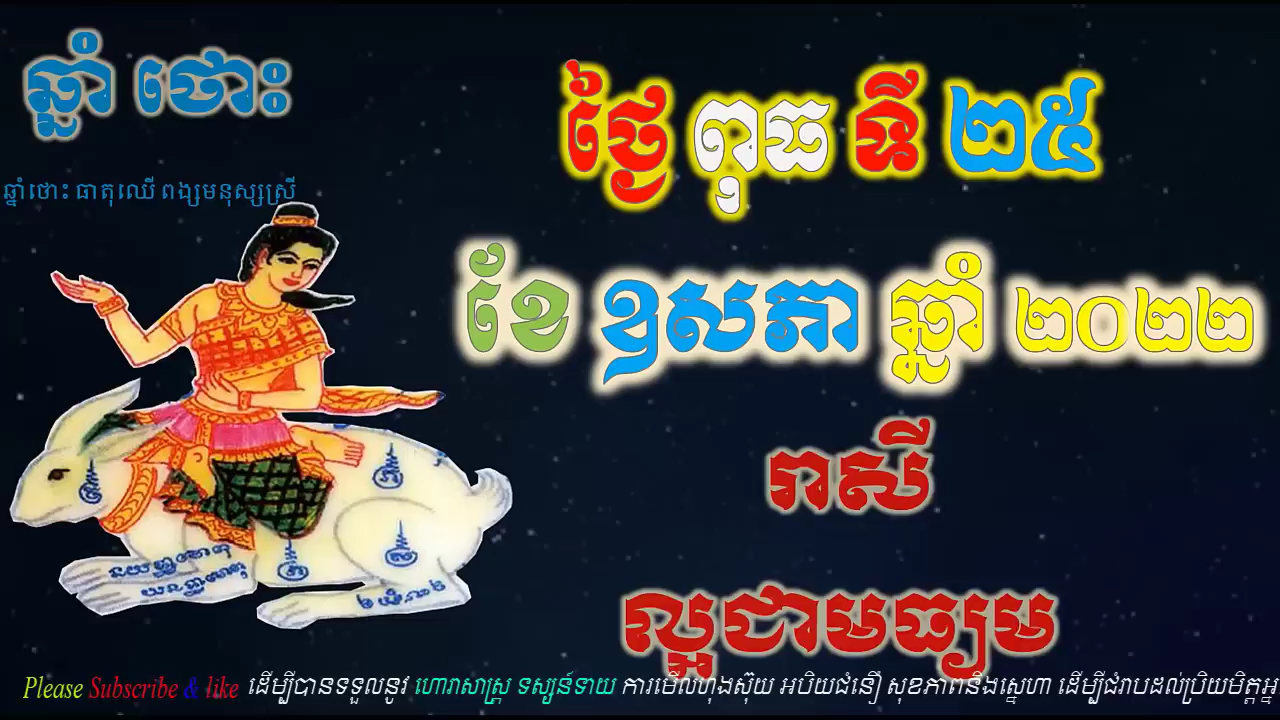 ឆ្នាំ ថោះ
ឆ្នាំថោះ ធាតុឈើ ពង្សមនុស្សស្រី
ថ្ងៃ ពុធ ទី ២៥
ខែ ឧសភា ឆ្នាំ ២០២២
រាសី
ល្អជាមធ្យម
Please Subscribe & like ដើម្បីបានទទួលនូវ ហោរាសាស្ត្រ ទស្សន៍ទាយ ការមើលហុងស៊ុយ អបិយជំនឿ សុខភាពនិងស្នេហា ដើម្បីជំរាបដល់ប្រិយមិត្តអ្ន